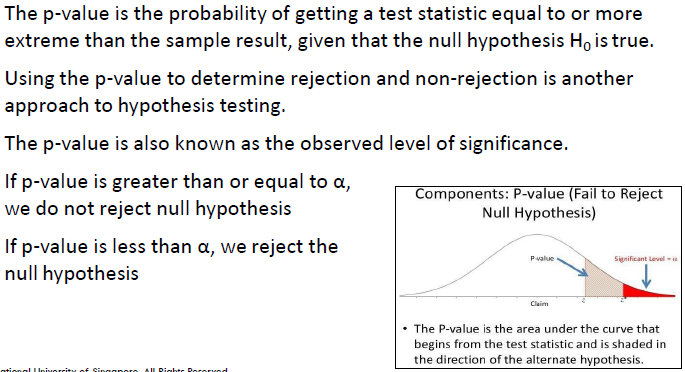 The p-value is the probability of getting a test statistic equal to or more
extreme than the sample result, given that the null hypothesis H₀ is true.
Using the p-value to determine rejection and non-rejection is another
approach to hypothesis testing.
The p-value is also known as the observed level of significance.
If p-value is greater than or equal to α,
we do not reject null hypothesis
If p-value is less than α, we reject the
null hypothesis
Components: P-value (Fail to Reject
Null Hypothesis)
P-value
Significant Level = α
Claim
z
z
• The P-value is the area under the curve that
begins from the test statistic and is shaded in
the direction of the alternate hypothesis.
ational University of Singapore. All Rights Reserved